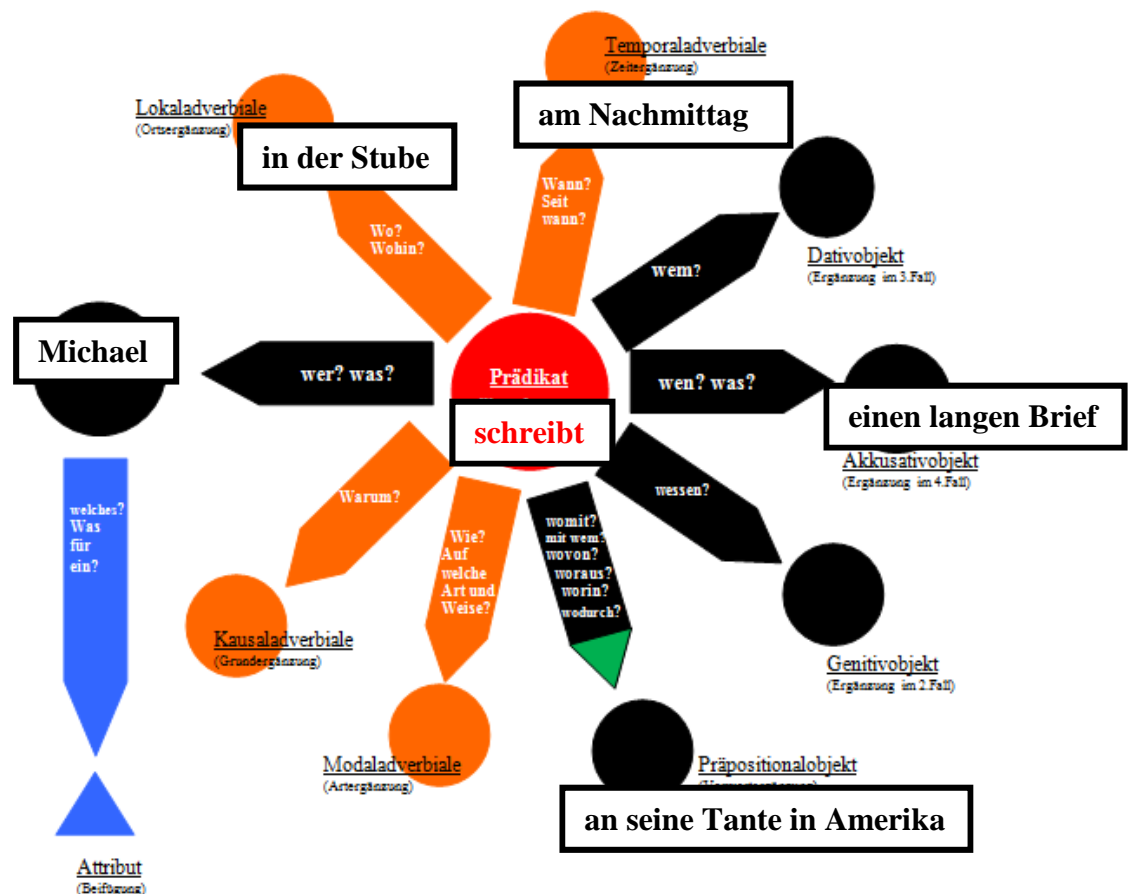 Temporaladverbiale
(Zeitergänzung)
am Nachmittag
Lokaladverbiale
(Ortsergänzung)
in der Stube
Wann?
Seit
wann?
Wo?
Wohin?
wem?
Dativobjekt
(Ergänzung im 3.Fall)
Michael
wer? was?
Prädikat
schreibt
wen? was?
einen langen Brief
Akkusativobjekt
(Ergänzung im 4.Fall)
welches?
Was
für
ein?
Warum?
Wie?
Auf
welche
Art und
Weise?
womit?
mit wem?
wovon?
woraus?
worin?
wodurch?
wessen?
Kausaladverbiale
(Grundergänzung)
Genitivobjekt
(Ergänzung im 2.Fall)
Modaladverbiale
(Artergänzung)
Präpositionalobjekt
an seine Tante in Amerika
Attribut
(Beifügung)